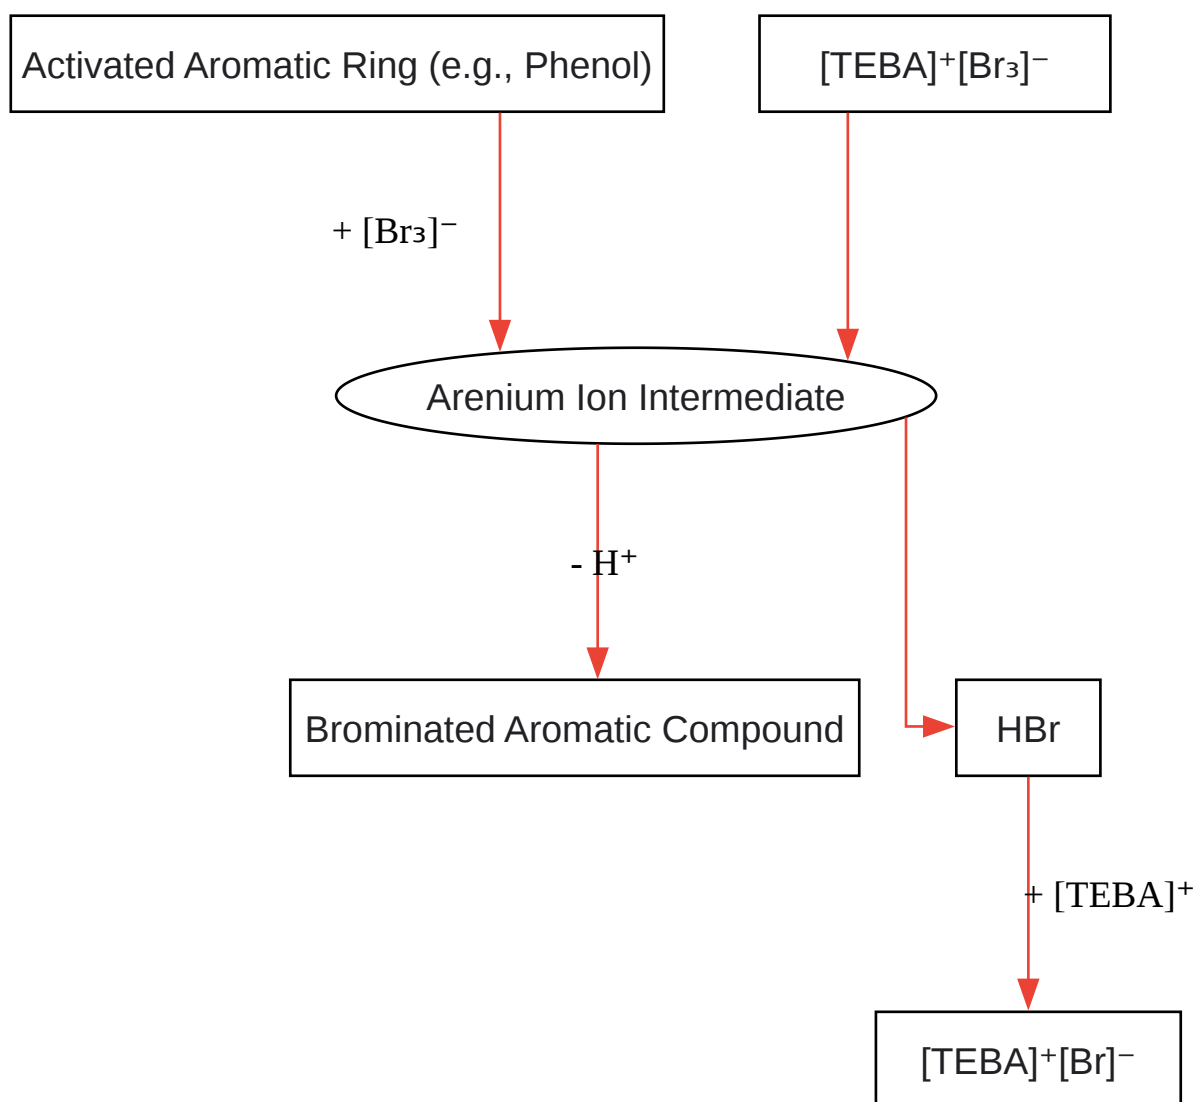 Activated Aromatic Ring (e.g., Phenol)
[TEBA]⁺[Br₃]⁻
+ [Br₃]⁻
Arenium Ion Intermediate
- H⁺
Brominated Aromatic Compound
HBr
+ [TEBA]⁺
[TEBA]⁺[Br]⁻